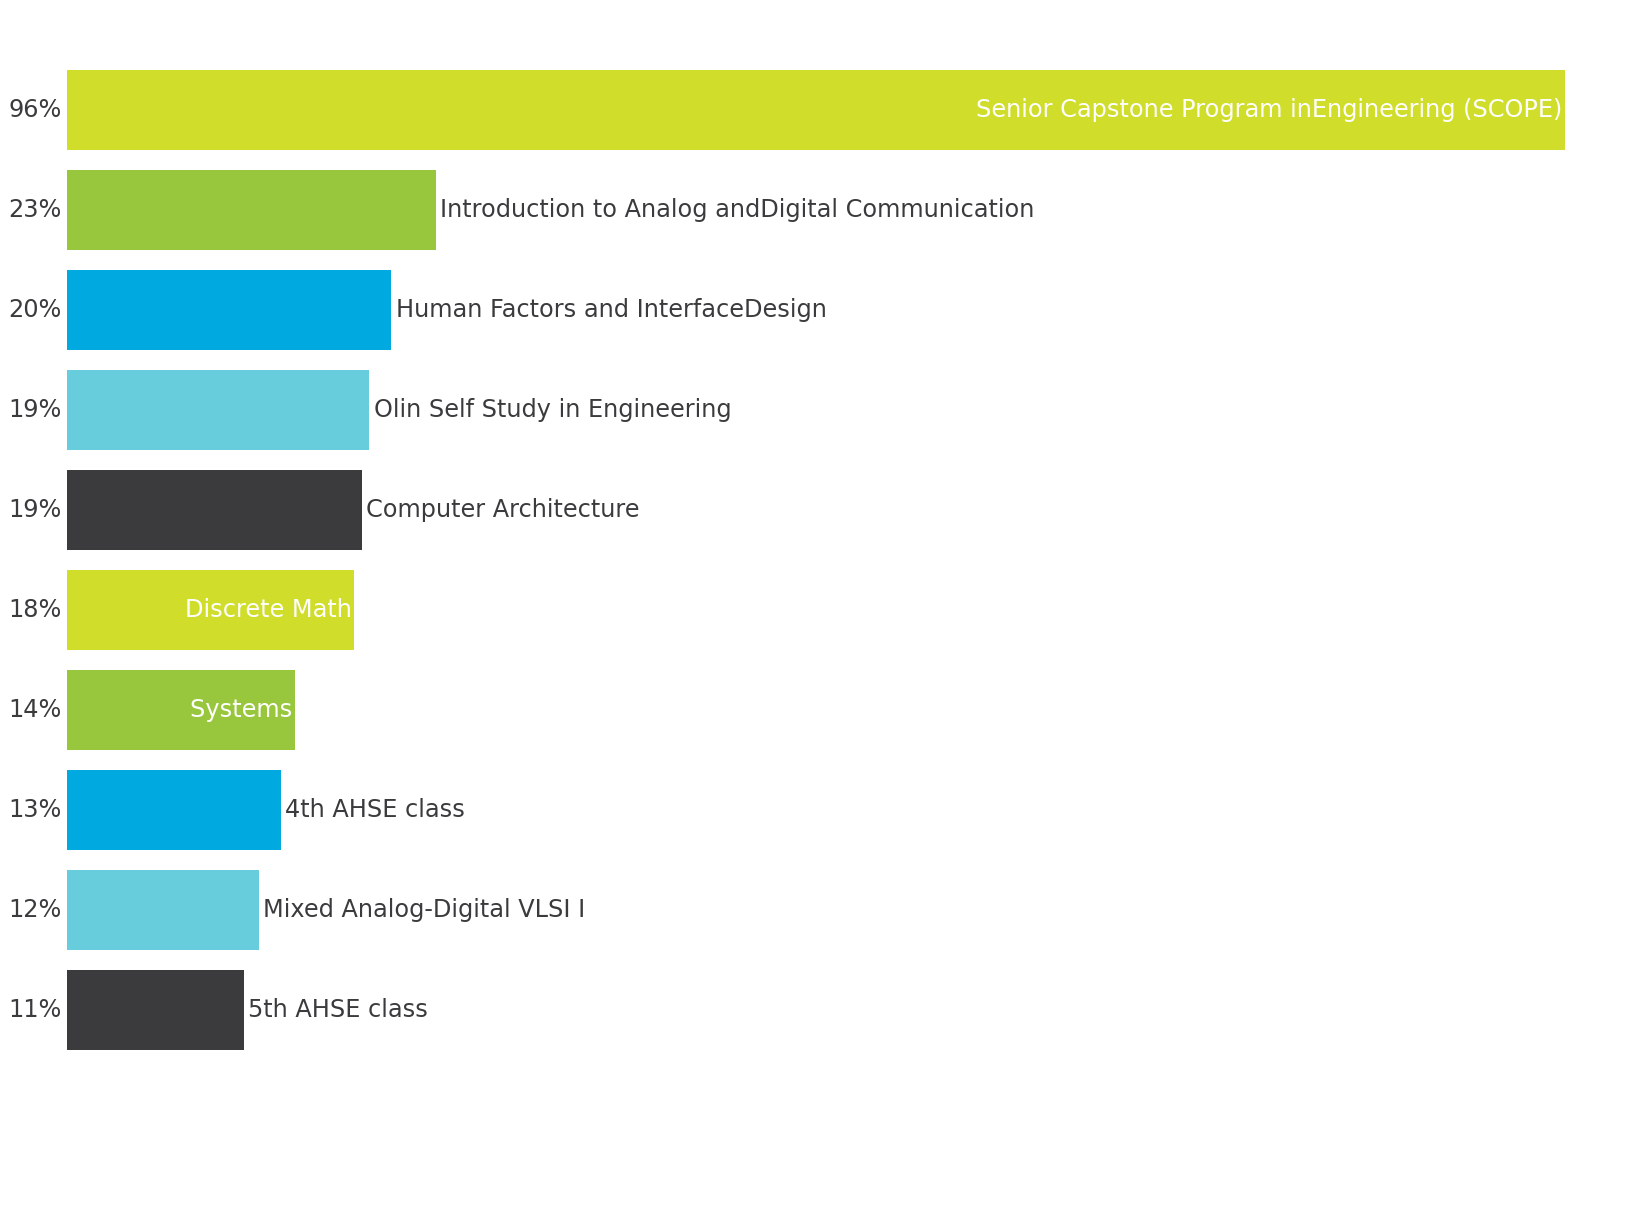 96% Senior Capstone Program inEngineering (SCOPE)
23% Introduction to Analog andDigital Communication
20% Human Factors and InterfaceDesign
19% Olin Self Study in Engineering
19% Computer Architecture
18% Discrete Math
14% Systems
13% 4th AHSE class
12% Mixed Analog-Digital VLSI I
11% 5th AHSE class